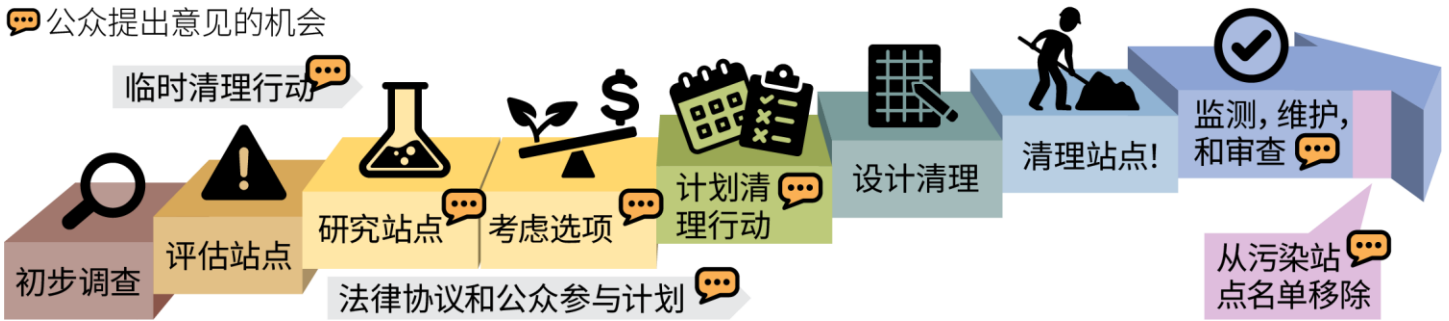 公众提出意见的机会
临时清理行动
初步调查
评估站点
研究站点
考虑选项
法律协议和公众参与计划
计划清
理行动
设计清理
清理站点!
监测，维护，
和审查
从污染站
点名单移除